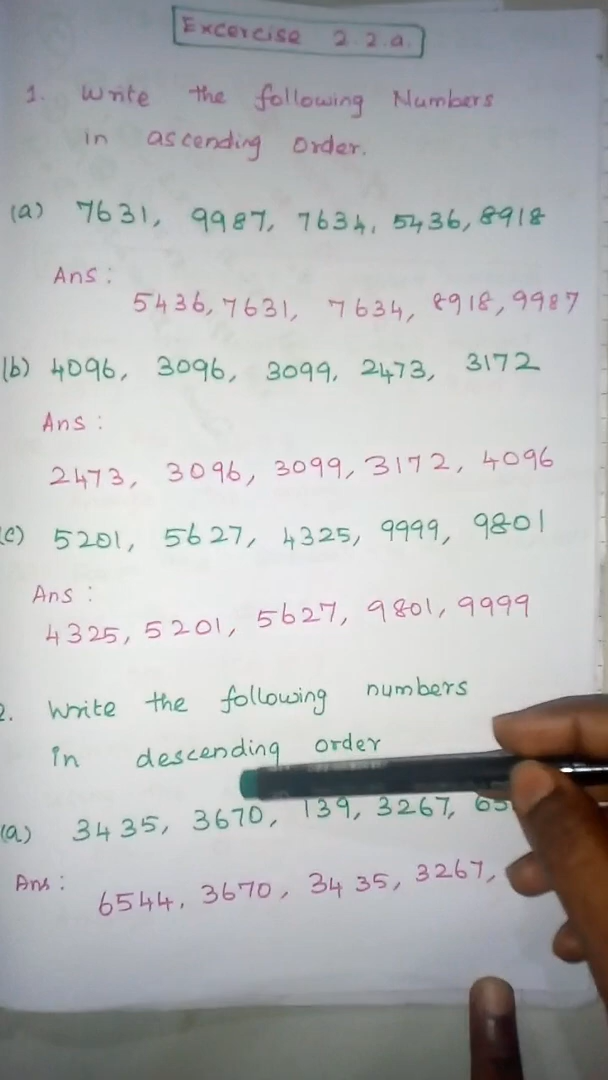 Excercise 2.2.a.
1. Write the following Numbers
in ascending order.
(a) 7631, 9987, 7634, 5436, 8918
Ans :
5436, 7631, 7634, 8918, 9987
(b) 4096, 3096, 3099, 2473, 3172
Ans :
2473, 3096, 3099, 3172, 4096
(c) 5201, 5627, 4325, 9999, 9801
Ans :
4325, 5201, 5627, 9801, 9999
2. Write the following numbers
in descending order
(a) 3435, 3670, 139, 3267,
Ans :
6544, 3670, 3435, 3267,